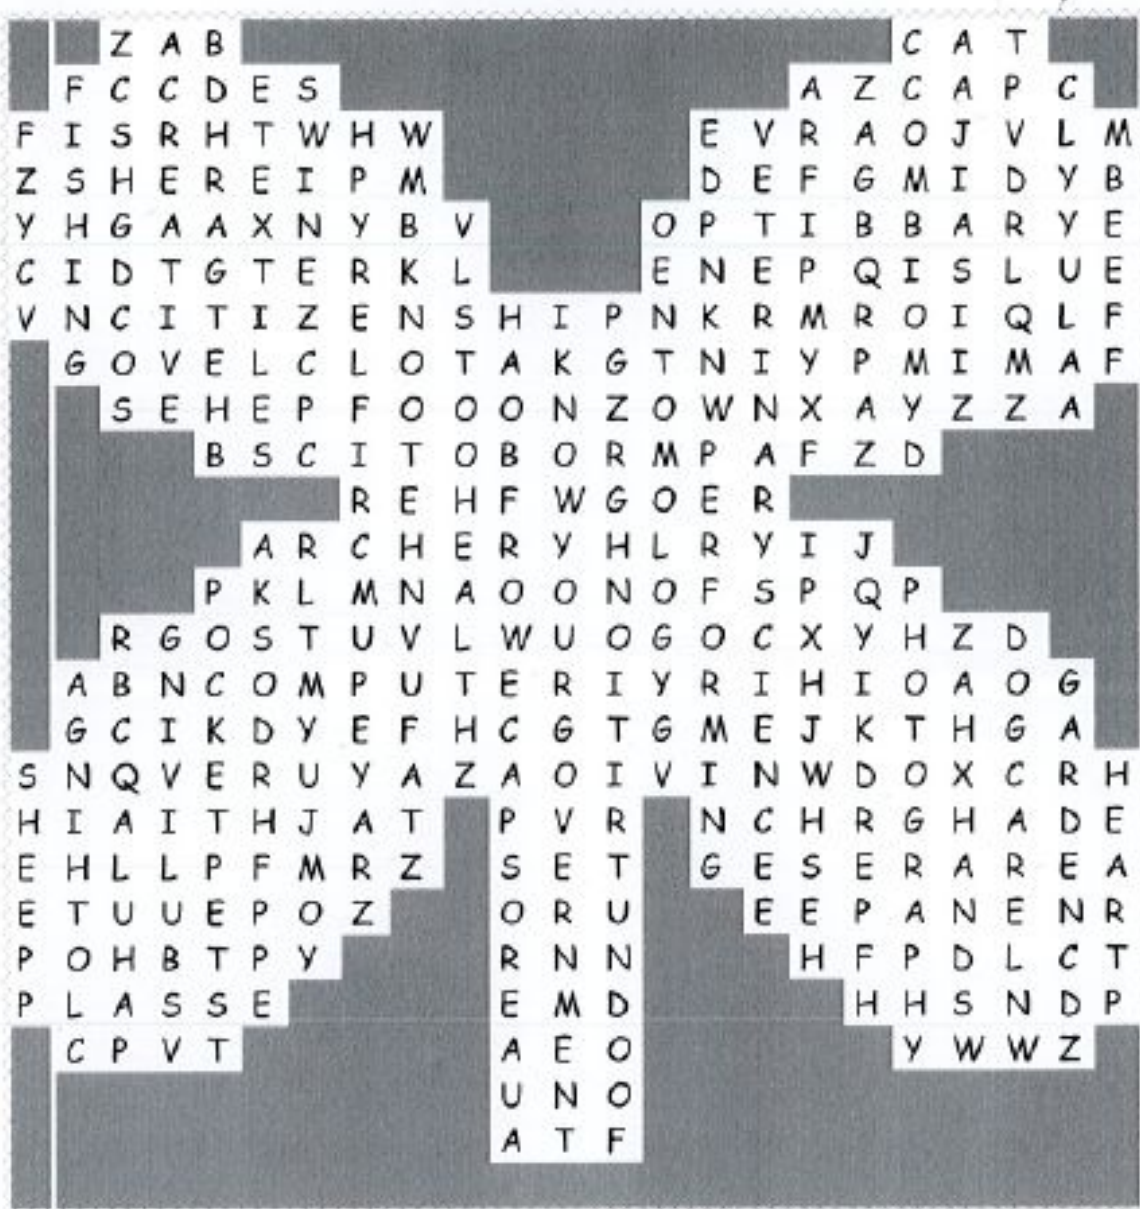 Z A B C A T
F C C D E S A Z C A P C
F I S R H T W H W E V R A O J V L M
Z S H E R E I P M D E F G M I D Y B
Y H G A A X N Y B V O P T I B B A R Y E
C I D T G T E R K L E N E P Q I S L U E
V N C I T I Z E N S H I P N K R M R O I Q L F
G O V E L C L O T A K G T N I Y P M I M A F
S E H E P F O O O N Z O W N X A Y Z Z A
B S C I T O B O R M P A F Z D
R E H F W G O E R
A R C H E R Y H L R Y I J
P K L M N A O O N O F S P Q P
R G O S T U V L W U O G O C X Y H Z D
A B N C O M P U T E R I Y R I H I O A O G
G C I K D Y E F H C G T G M E J K T H G A
S N Q V E R U Y A Z A O I V I N W D O X C R H
H I A I T H J A T P V R N C H R G H A D E
E H L L P F M R Z S E T G E S E R A R E A
E T U U E P O Z O R U E E P A N E N R
P O H B T P Y R N N H F P D L C T
P L A S S E E M D H H S N D P
C P V T A E O Y W W Z
U N O
A T F